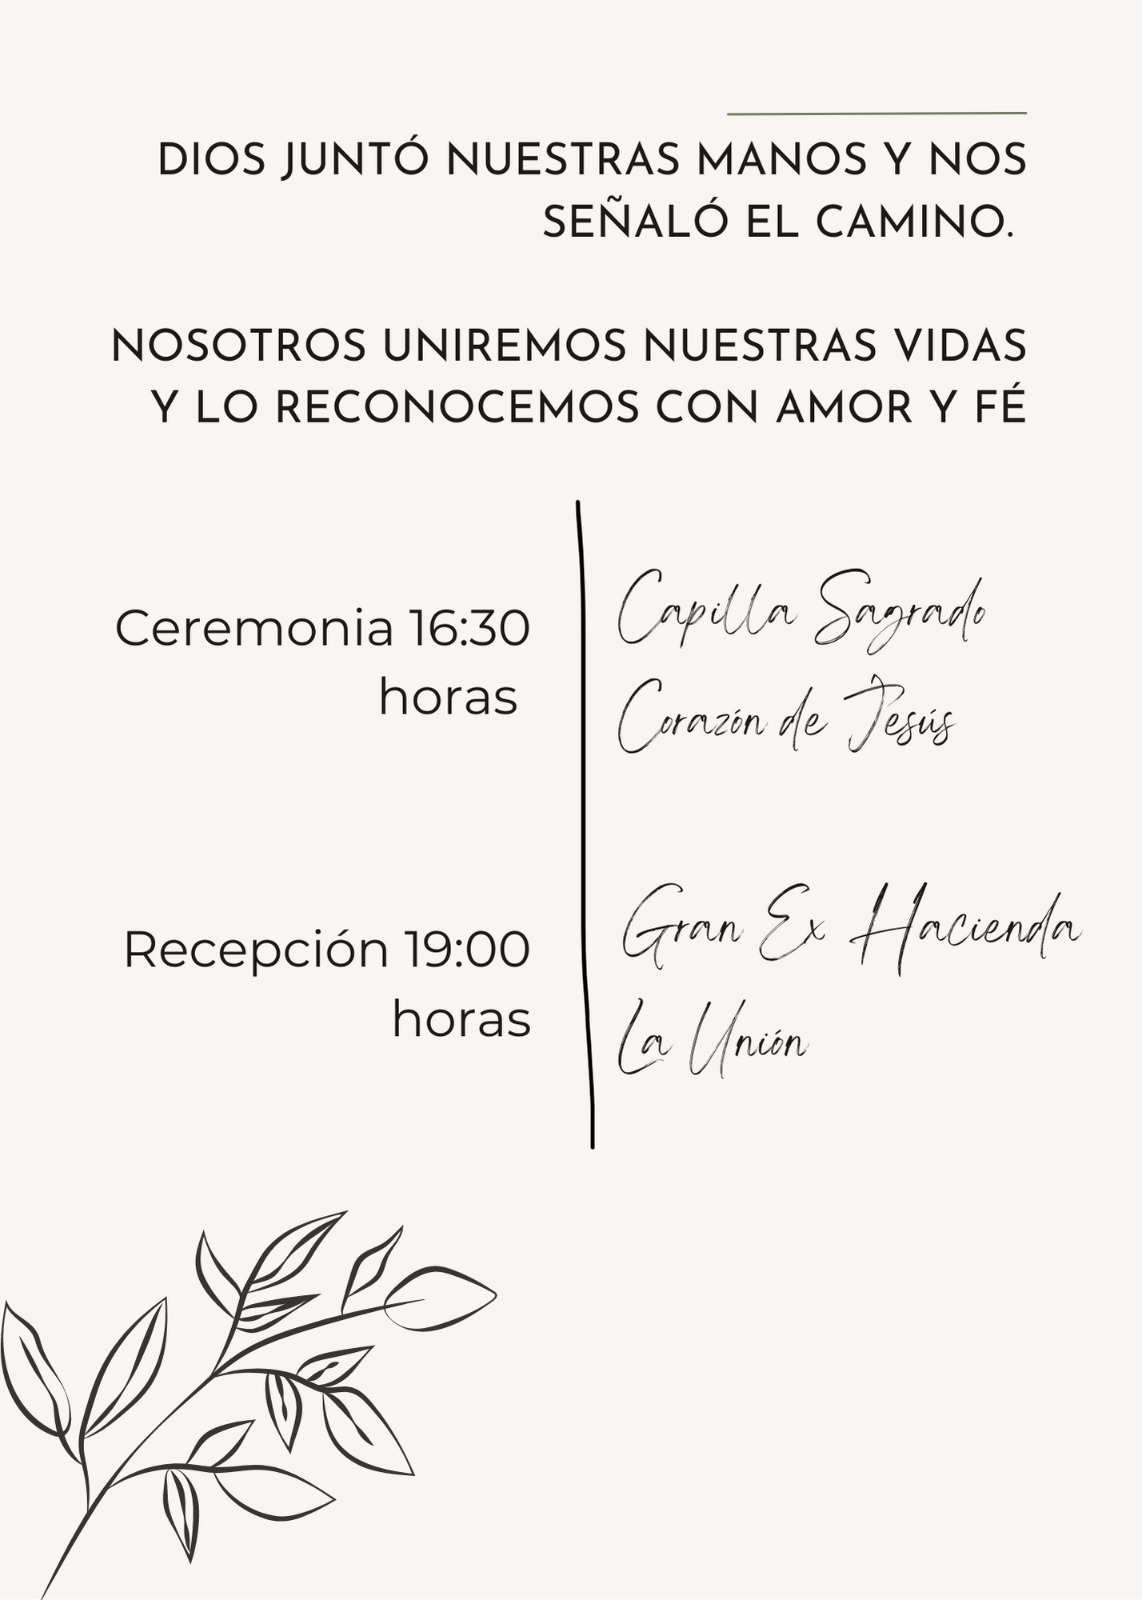 DIOS JUNTÓ NUESTRAS MANOS Y NOS
SEÑALÓ EL CAMINO.
NOSOTROS UNIREMOS NUESTRAS VIDAS
Y LO RECONOCEMOS CON AMOR Y FÉ
Ceremonia 16:30
horas
Capilla Sagrado
Corazón de Jesús
Recepción 19:00
horas
Gran Ex Hacienda
La Unión